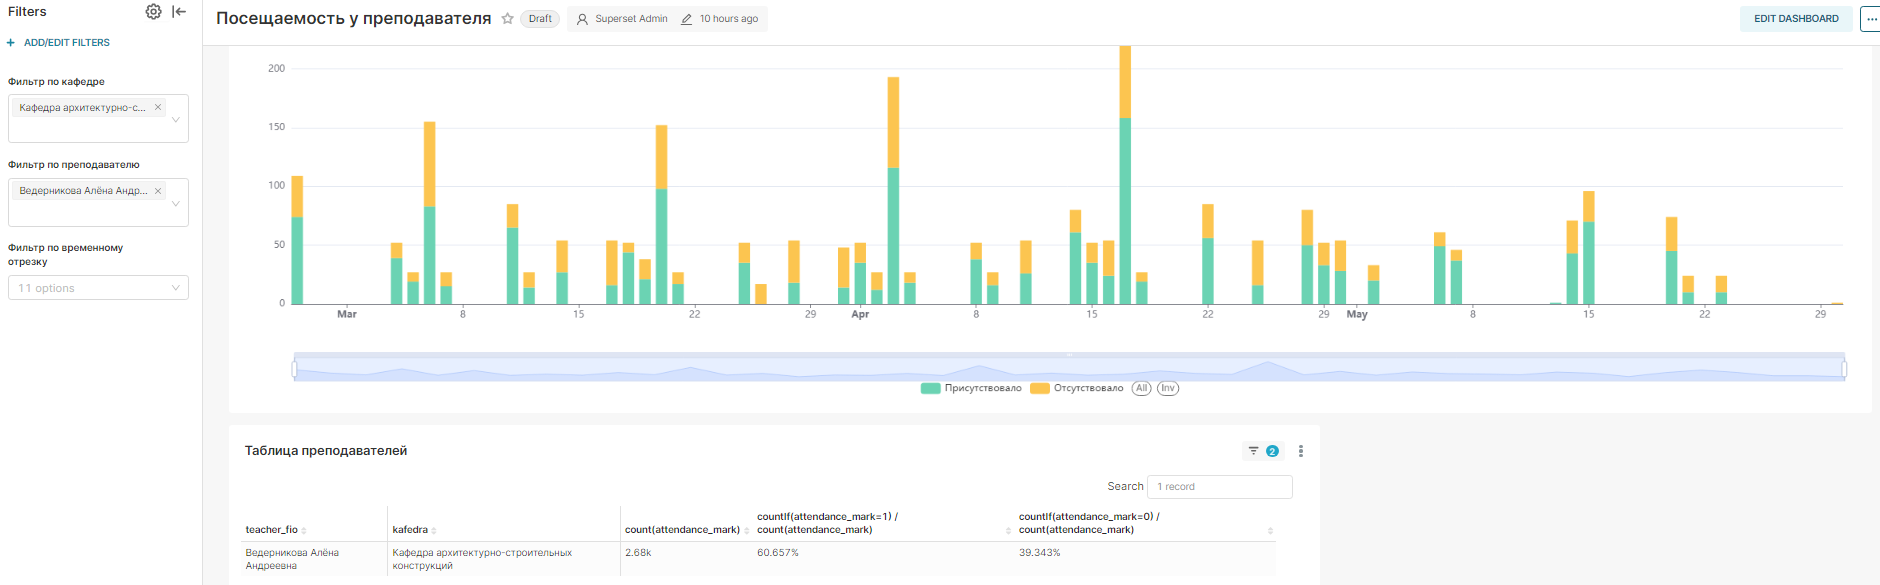 Filters
ADD/EDIT FILTERS
Фильтр по кафедре
Кафедра архитектурно-с...
Фильтр по преподавателю
Ведерникова Алёна Андр...
Фильтр по временному
отрезку
11 options
Посещаемость у преподавателя
Draft
Superset Admin
10 hours ago
EDIT DASHBOARD
...
200
150
100
50
0
Mar 8 15 22 29 Apr 8 15 22 29 May 8 15 22 29
Присутствовало Отсутствовало All Inv
Таблица преподавателей
2
Search 1 record
teacher_fio kafedra count(attendance_mark) countIf(attendance_mark=1) / count(attendance_mark) countIf(attendance_mark=0) / count(attendance_mark)
Ведерникова Алёна Андреевна Кафедра архитектурно-строительных конструкций 2.68k 60.657% 39.343%